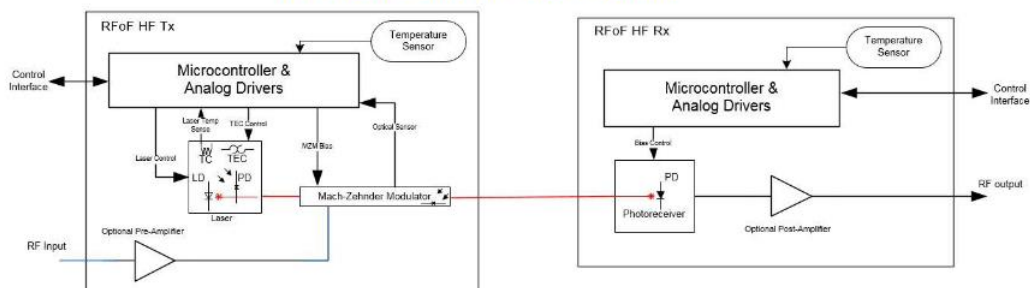 RFoF HF Tx
Temperature
Sensor
Control
Interface
Microcontroller &
Analog Drivers
Laser Temp
Sense
TEC Control
Optical Sensor
Laser Control
MZM Bias
TC
TEC
LD
PD
Laser
Mach-Zehnder Modulator
Optional Pre-Amplifier
RF Input
RFoF HF Rx
Temperature
Sensor
Microcontroller &
Analog Drivers
Control
Interface
Bias Control
PD
Photoreceiver
Optional Post-Amplifier
RF output